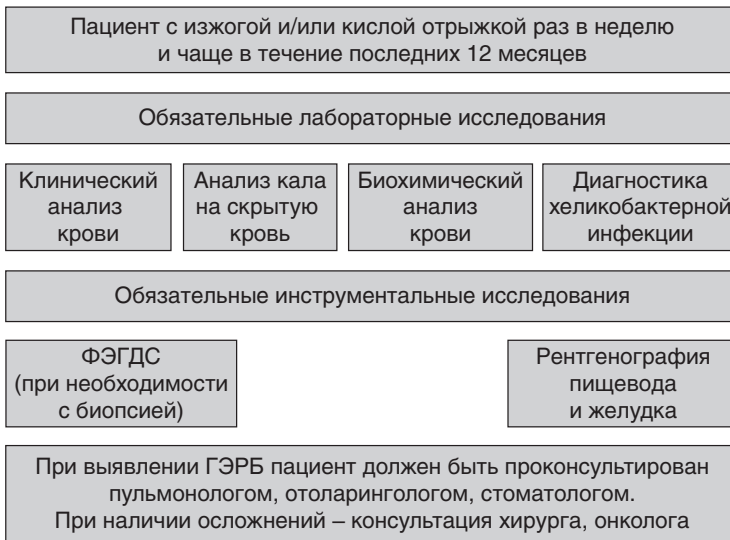 Пациент с изжогой и/или кислой отрыжкой раз в неделю
и чаще в течение последних 12 месяцев
Обязательные лабораторные исследования
Клинический
анализ
крови
Анализ кала
на скрытую
кровь
Биохимический
анализ
крови
Диагностика
хеликобактерной
инфекции
Обязательные инструментальные исследования
ФЭГДС
(при необходимости
с биопсией)
Рентгенография
пищевода
и желудка
При выявлении ГЭРБ пациент должен быть проконсультирован
пульмонологом, отоларингологом, стоматологом.
При наличии осложнений – консультация хирурга, онколога